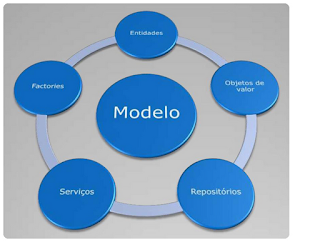 Entidades
Objetos de
valor
Factories
Modelo
Serviços
Repositórios